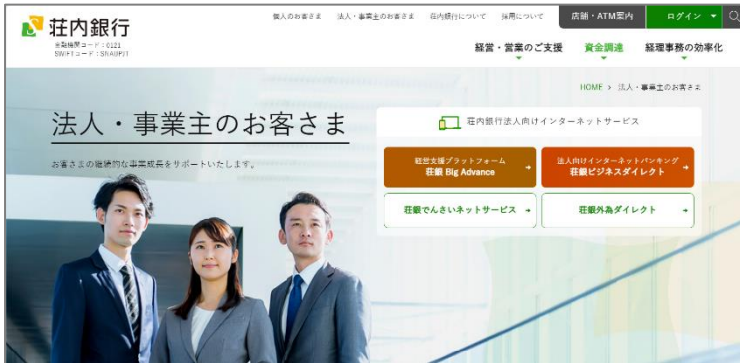 荘内銀行
金融機関コード：0121
SWIFTコード：SHNAJPJT
個人のお客さま 法人・事業主のお客さま 荘内銀行について 採用について 店舗・ATM案内 ログイン
経営・営業のご支援 資金調達 経理事務の効率化
HOME > 法人・事業主のお客さま
法人・事業主のお客さま
お客さまの継続的な事業成長をサポートいたします。
荘内銀行法人向けインターネットサービス
経営支援プラットフォーム
荘銀 Big Advance
法人向けインターネットバンキング
荘銀ビジネスダイレクト
荘銀でんさいネットサービス
荘銀外為ダイレクト